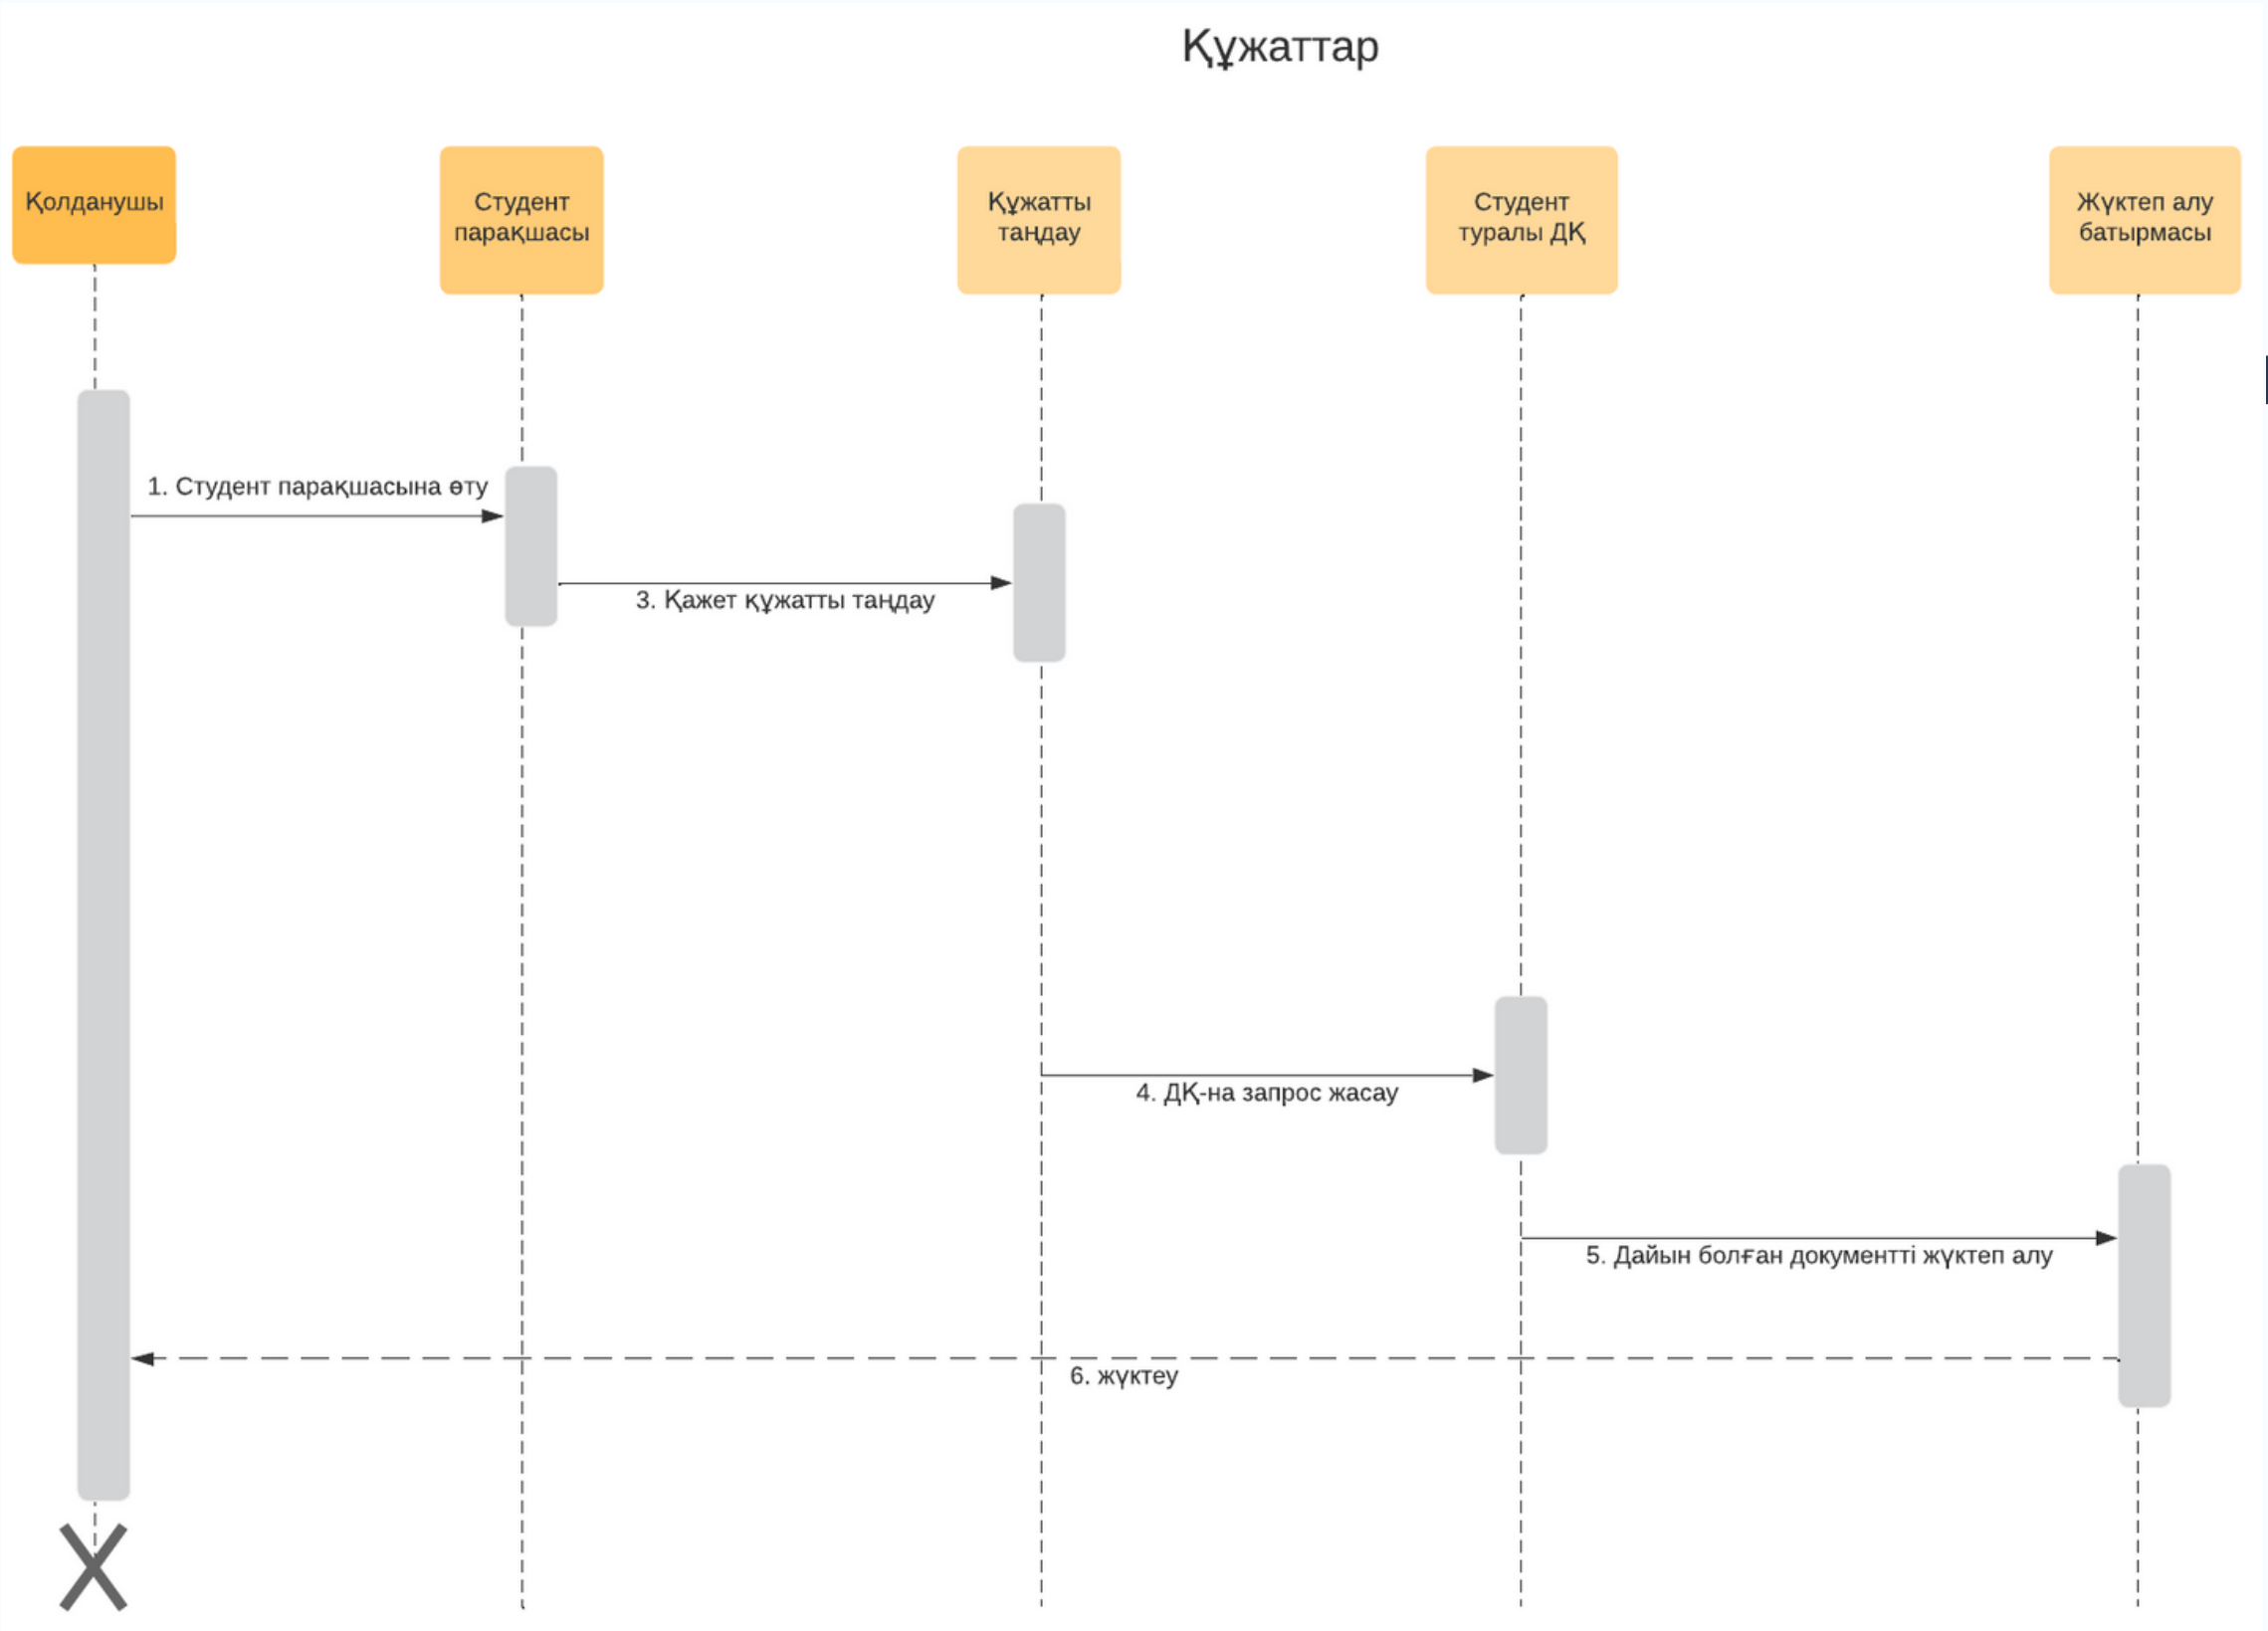 Құжаттар
Қолданушы
Студент
парақшасы
Құжатты
таңдау
Студент
туралы ДҚ
Жүктеп алу
батырмасы
1. Студент парақшасына өту
3. Қажет құжатты таңдау
4. ДҚ-на запрос жасау
5. Дайын болған документті жүктеп алу
6. жүктеу